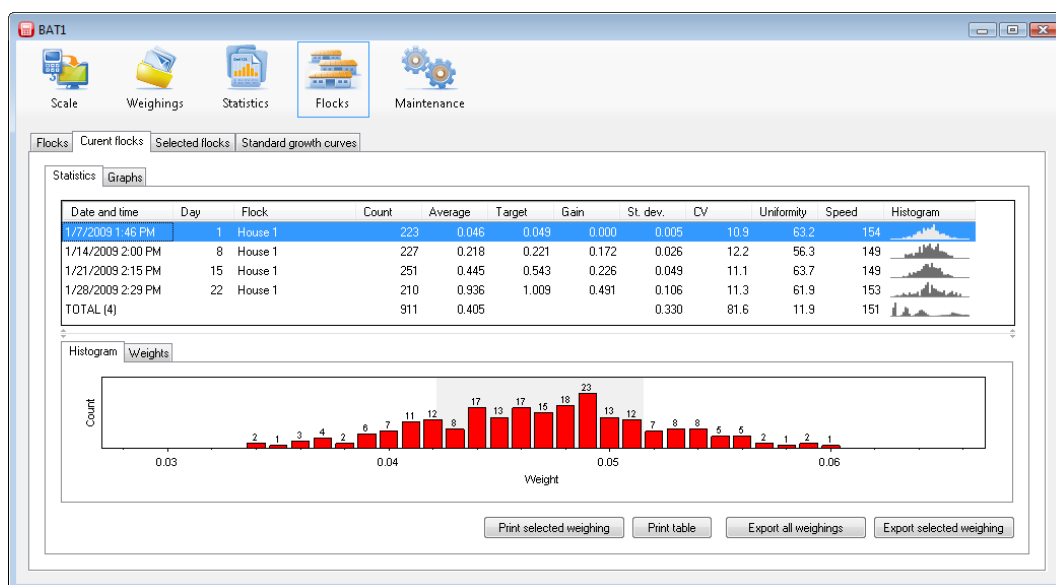 BAT1
Scale Weighings Statistics Flocks Maintenance
Flocks Curent flocks Selected flocks Standard growth curves
Statistics Graphs
Date and time Day Flock Count Average Target Gain St. dev. CV Uniformity Speed Histogram
1/7/2009 1:46 PM 1 House 1 223 0.046 0.049 0.000 0.005 10.9 63.2 154
1/14/2009 2:00 PM 8 House 1 227 0.218 0.221 0.172 0.026 12.2 56.3 149
1/21/2009 2:15 PM 15 House 1 251 0.445 0.543 0.226 0.049 11.1 63.7 149
1/28/2009 2:29 PM 22 House 1 210 0.936 1.009 0.491 0.106 11.3 61.9 153
TOTAL (4) 911 0.405 0.330 81.6 11.9 151
Histogram Weights
Count
2 1 3 4 2 6 7 11 12 8 17 13 17 15 18 23 13 12 7 8 8 5 5 2 1 2 1
0.03 0.04 0.05 0.06
Weight
Print selected weighing Print table Export all weighings Export selected weighing